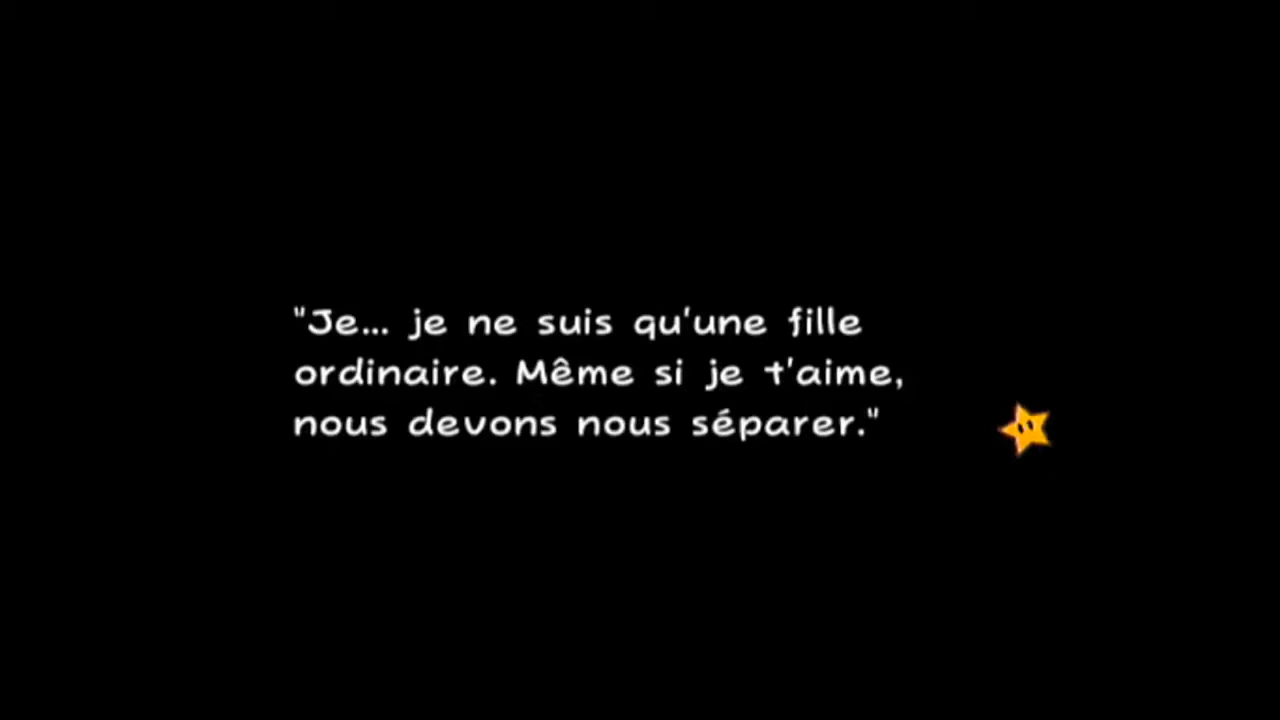 "Je... je ne suis qu'une fille
ordinaire. Même si je t'aime,
nous devons nous séparer."